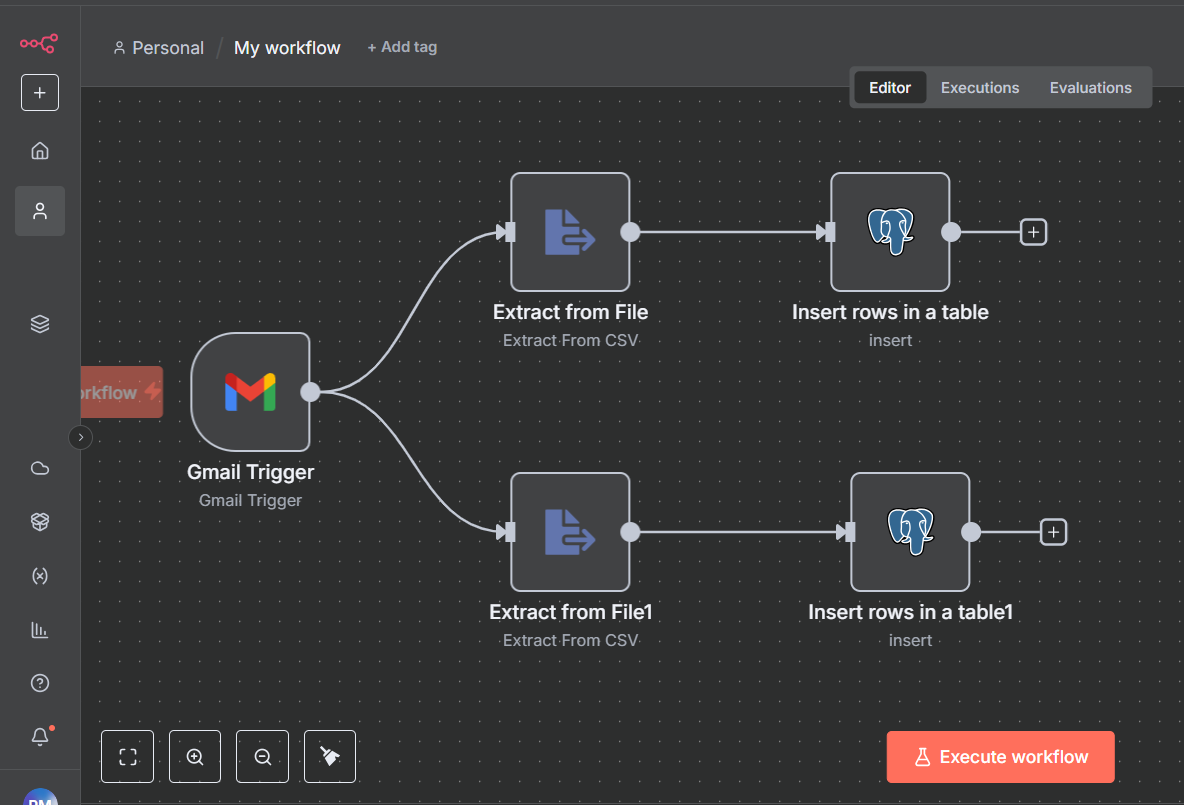 Personal / My workflow + Add tag
Editor Executions Evaluations
Extract from File
Extract From CSV
Insert rows in a table
insert
orkflow
Gmail Trigger
Gmail Trigger
Extract from File1
Extract From CSV
Insert rows in a table1
insert
Execute workflow